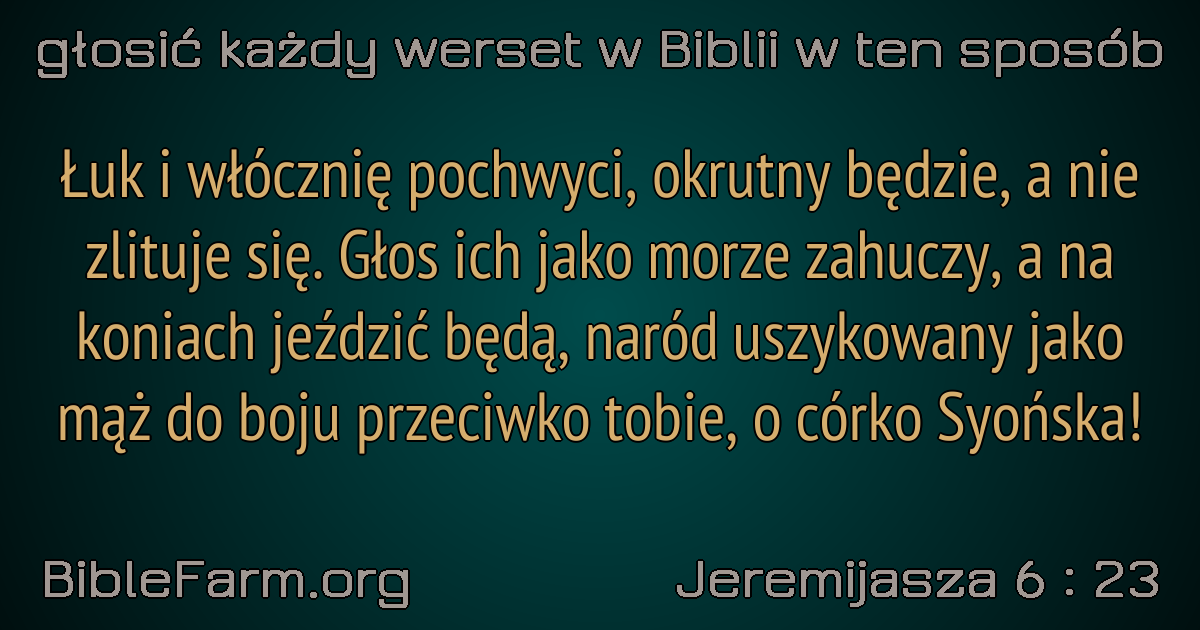 głosić każdy werset w Biblii w ten sposób
Łuk i włócznię pochwyci, okrutny będzie, a nie
zlituje się. Głos ich jako morze zahuczy, a na
koniach jeździć będą, naród uszykowany jako
mąż do boju przeciwko tobie, o córko Syońska!
BibleFarm.org
Jeremijasza 6 : 23